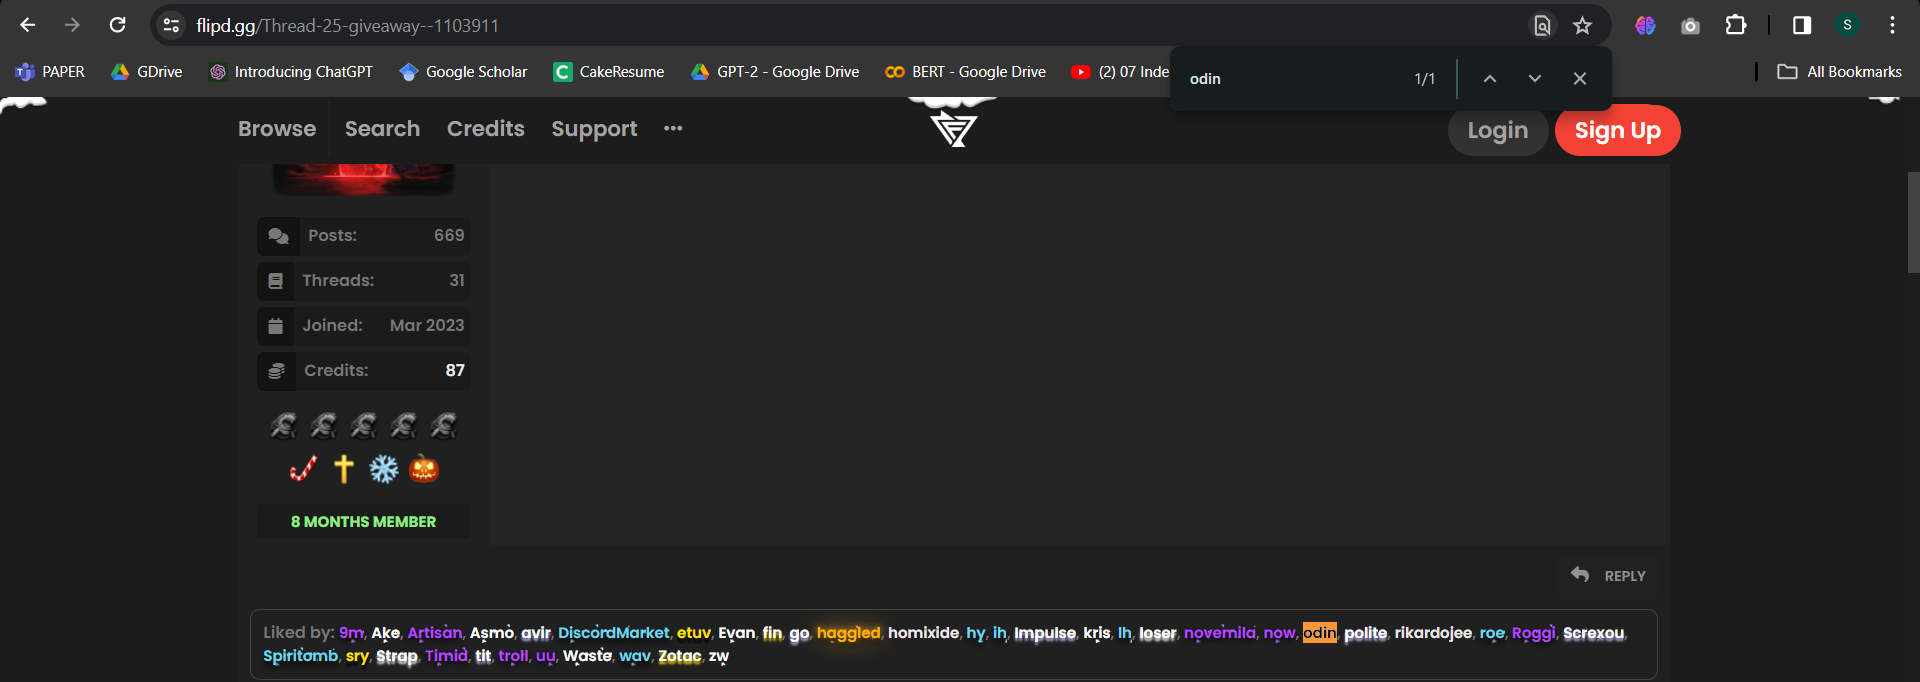 flipd.gg/Thread-25-giveaway--1103911
S
PAPER GDrive Introducing ChatGPT Google Scholar CakeResume GPT-2 - Google Drive BERT - Google Drive (2) 07 Inde All Bookmarks
odin 1/1
Browse Search Credits Support ••• Login Sign Up
Posts: 669
Threads: 31
Joined: Mar 2023
Credits: 87
8 MONTHS MEMBER
REPLY
Liked by: 9m, Ake, Artisan, Asmo, avir, DiscordMarket, etuv, Evan, fin, go, haggled, homixide, hy, ih, Impulse, kris, lh, loser, novemild, now, odin, polite, rikardojee, roe, Roggi, Screxou,
Spiritomb, sry, Strap, Timid, tit, troll, uu, Waste, wav, Zotac, zw